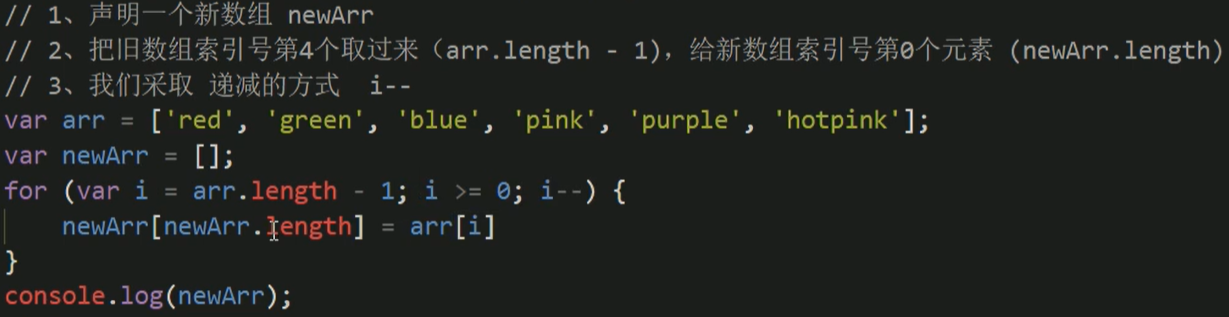 // 1、声明一个新数组 newArr
// 2、把旧数组索引号第4个取过来（arr.length - 1），给新数组索引号第0个元素 (newArr.length)
// 3、我们采取 递减的方式  i--
var arr = ['red', 'green', 'blue', 'pink', 'purple', 'hotpink'];
var newArr = [];
for (var i = arr.length - 1; i >= 0; i--) {
    newArr[newArr.length] = arr[i]
}
console.log(newArr);